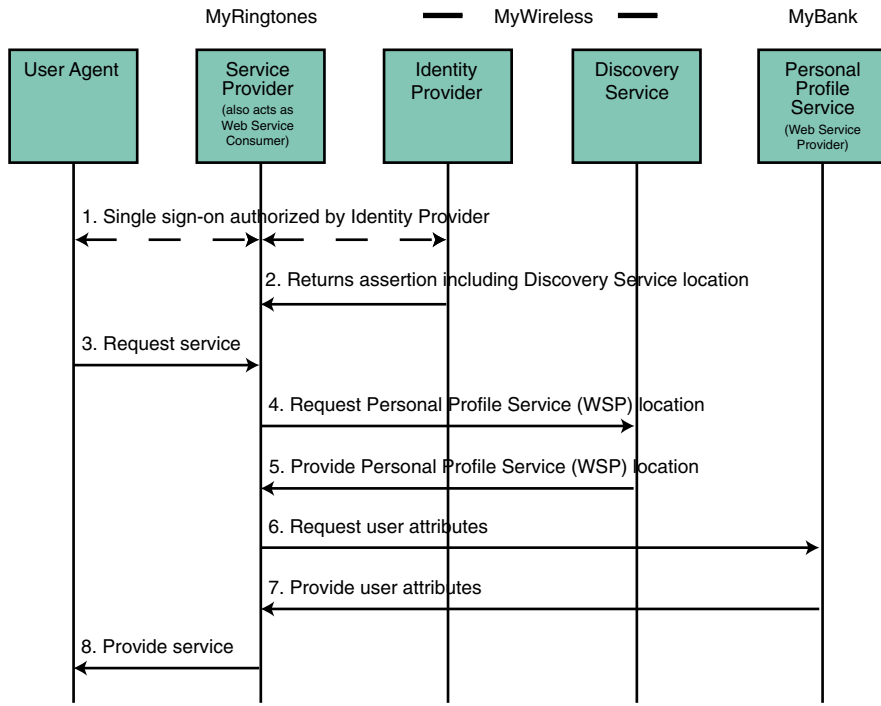 MyRingtones
MyWireless
MyBank
User Agent
Service
Provider
(also acts as
Web Service
Consumer)
Identity
Provider
Discovery
Service
Personal
Profile
Service
(Web Service
Provider)
1. Single sign-on authorized by Identity Provider
2. Returns assertion including Discovery Service location
3. Request service
4. Request Personal Profile Service (WSP) location
5. Provide Personal Profile Service (WSP) location
6. Request user attributes
7. Provide user attributes
8. Provide service